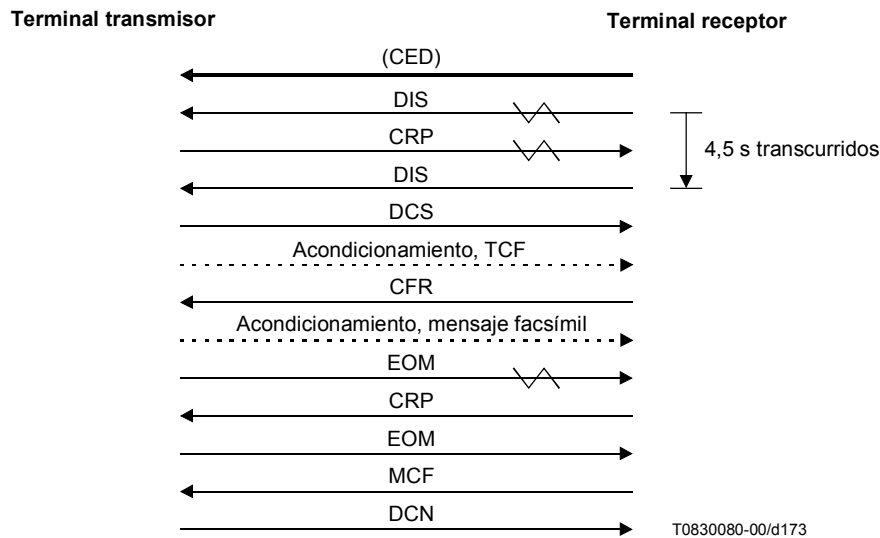 Terminal transmisor
Terminal receptor
(CED)
DIS
CRP
4,5 s transcurridos
DIS
DCS
Acondicionamiento, TCF
CFR
Acondicionamiento, mensaje facsímil
EOM
CRP
EOM
MCF
DCN
T0830080-00/d173